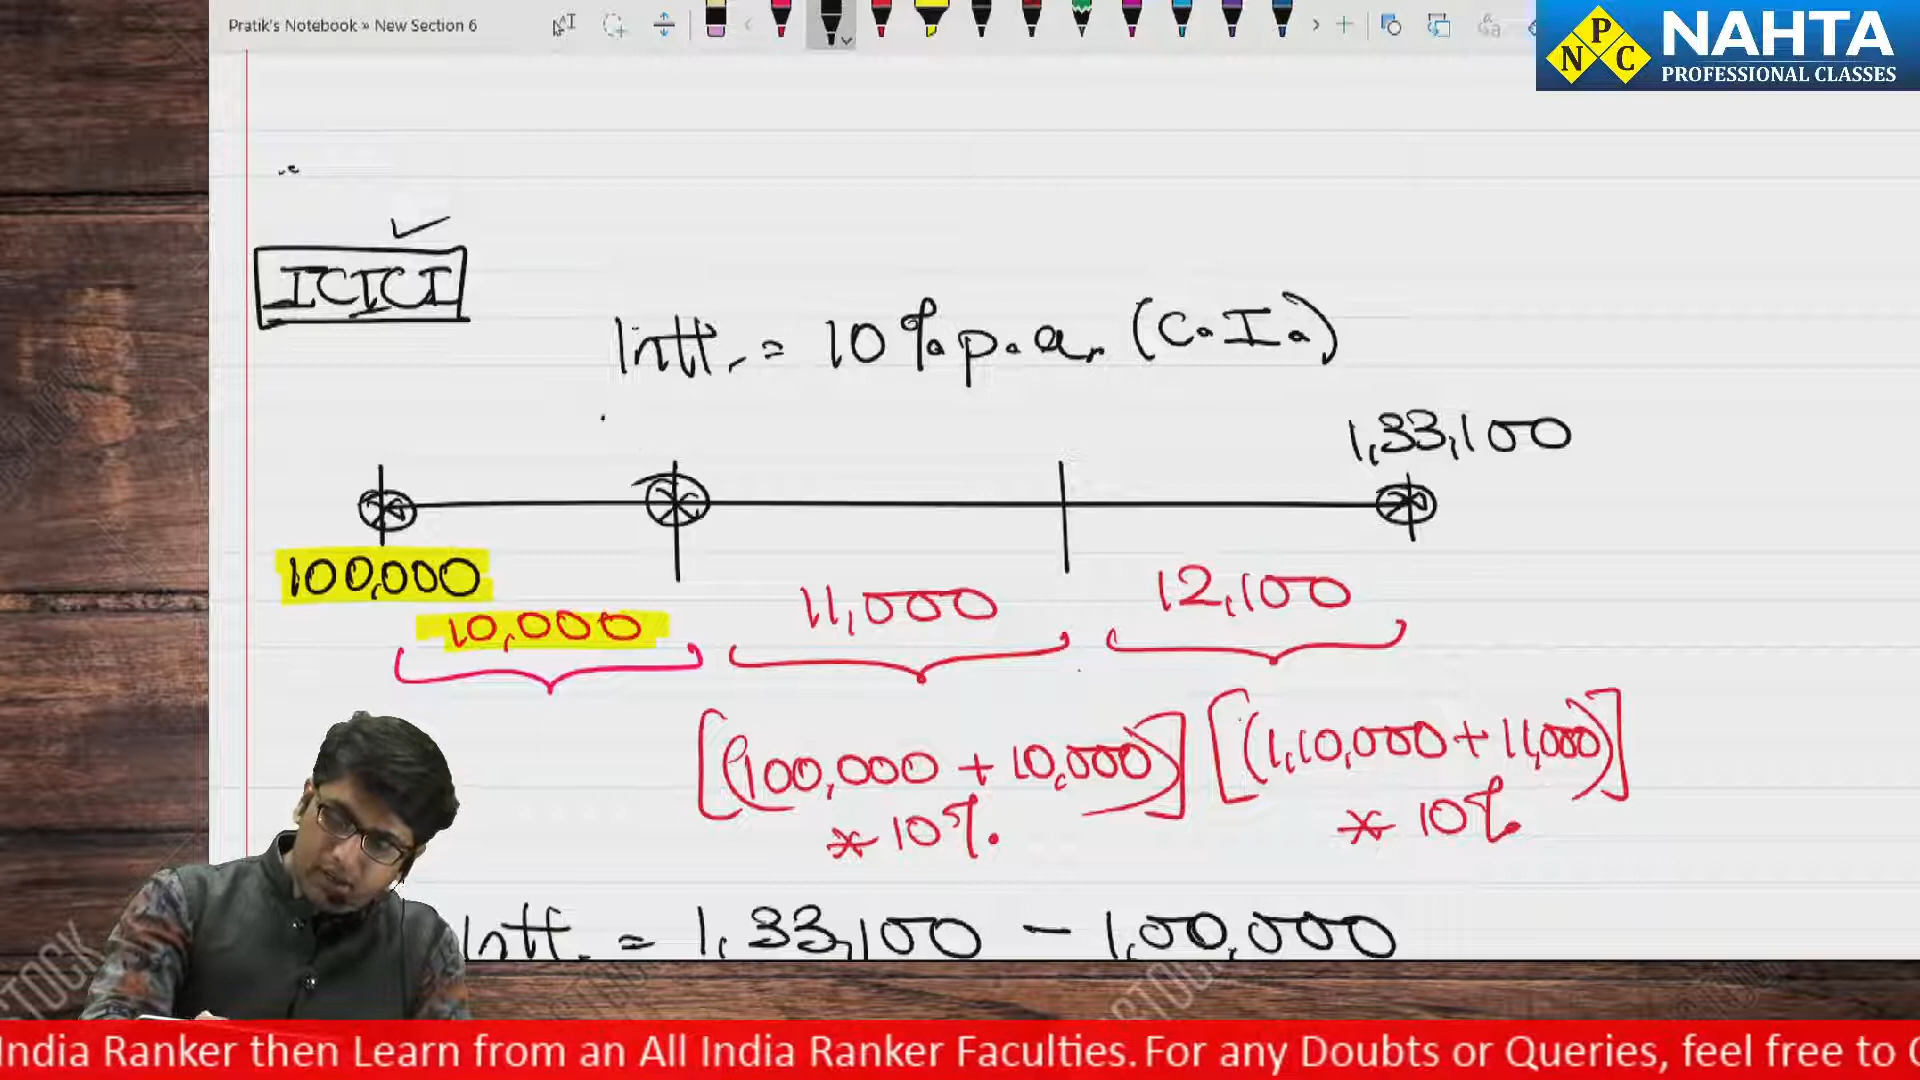 Pratik's Notebook » New Section 6
NPC
NAHTA
PROFESSIONAL CLASSES
ICICI
Intt. = 10% p.a. (C.I.)
1,33,100
100,000
10,000
11,000
12,100
[(100,000 + 10,000)] [(1,10,000 + 11,000)]
* 10% * 10%
Intt. = 1,33,100 - 1,00,000
India Ranker then Learn from an All India Ranker Faculties. For any Doubts or Queries, feel free to